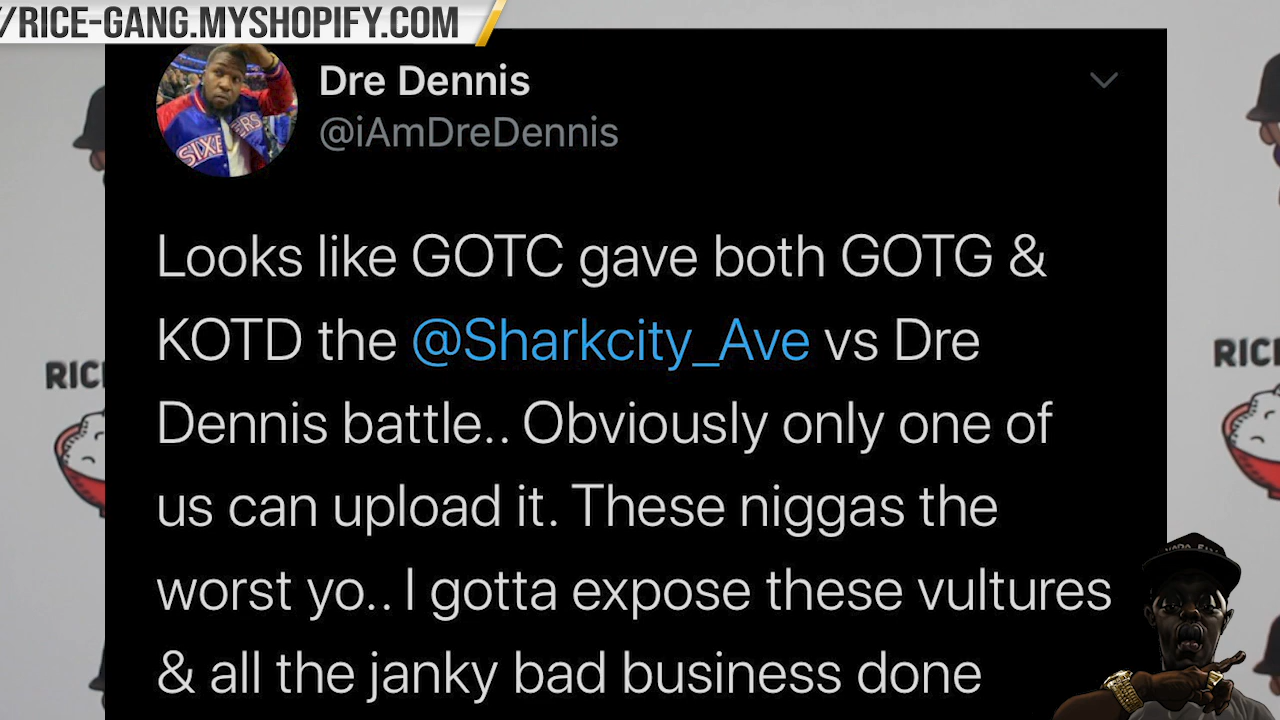 /RICE-GANG.MYSHOPIFY.COM
Dre Dennis
@iAmDreDennis
Looks like GOTC gave both GOTG &
KOTD the @Sharkcity_Ave vs Dre
Dennis battle.. Obviously only one of
us can upload it. These niggas the
worst yo.. I gotta expose these vultures
& all the janky bad business done
RIC
RIC
SIXERS